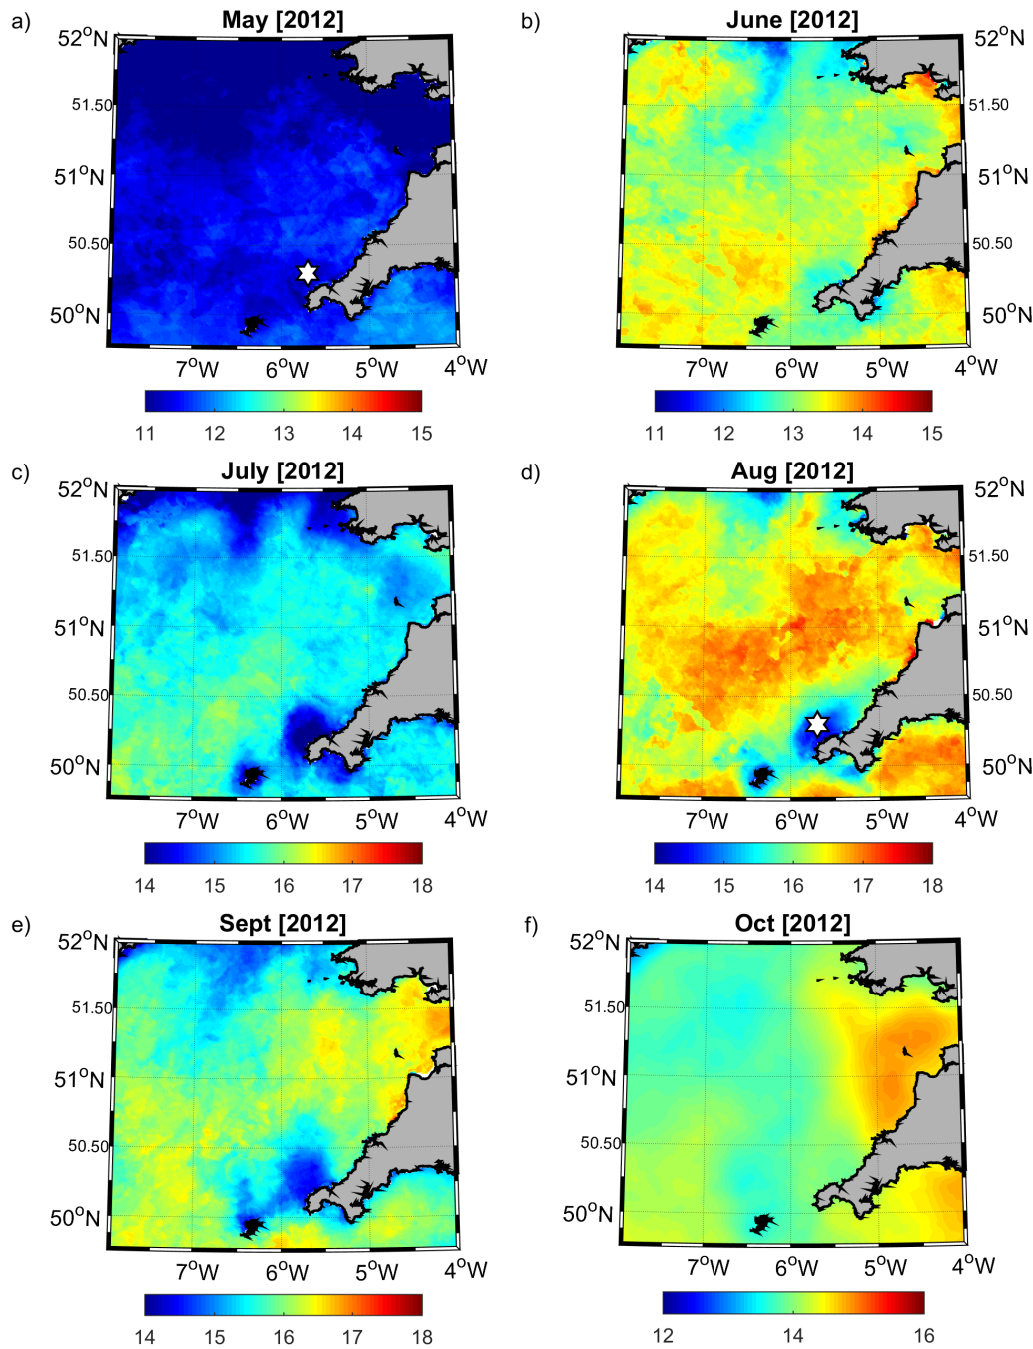 a)
May [2012]
52°N
51.50
51°N
50.50
50°N
7°W
6°W
5°W
4°W
11 12 13 14 15
b)
June [2012]
52°N
51.50
51°N
50.50
50°N
7°W
6°W
5°W
4°W
11 12 13 14 15
c)
July [2012]
52°N
51.50
51°N
50.50
50°N
7°W
6°W
5°W
4°W
14 15 16 17 18
d)
Aug [2012]
52°N
51.50
51°N
50.50
50°N
7°W
6°W
5°W
4°W
14 15 16 17 18
e)
Sept [2012]
52°N
51.50
51°N
50.50
50°N
7°W
6°W
5°W
4°W
14 15 16 17 18
f)
Oct [2012]
52°N
51.50
51°N
50.50
50°N
7°W
6°W
5°W
4°W
12 14 16